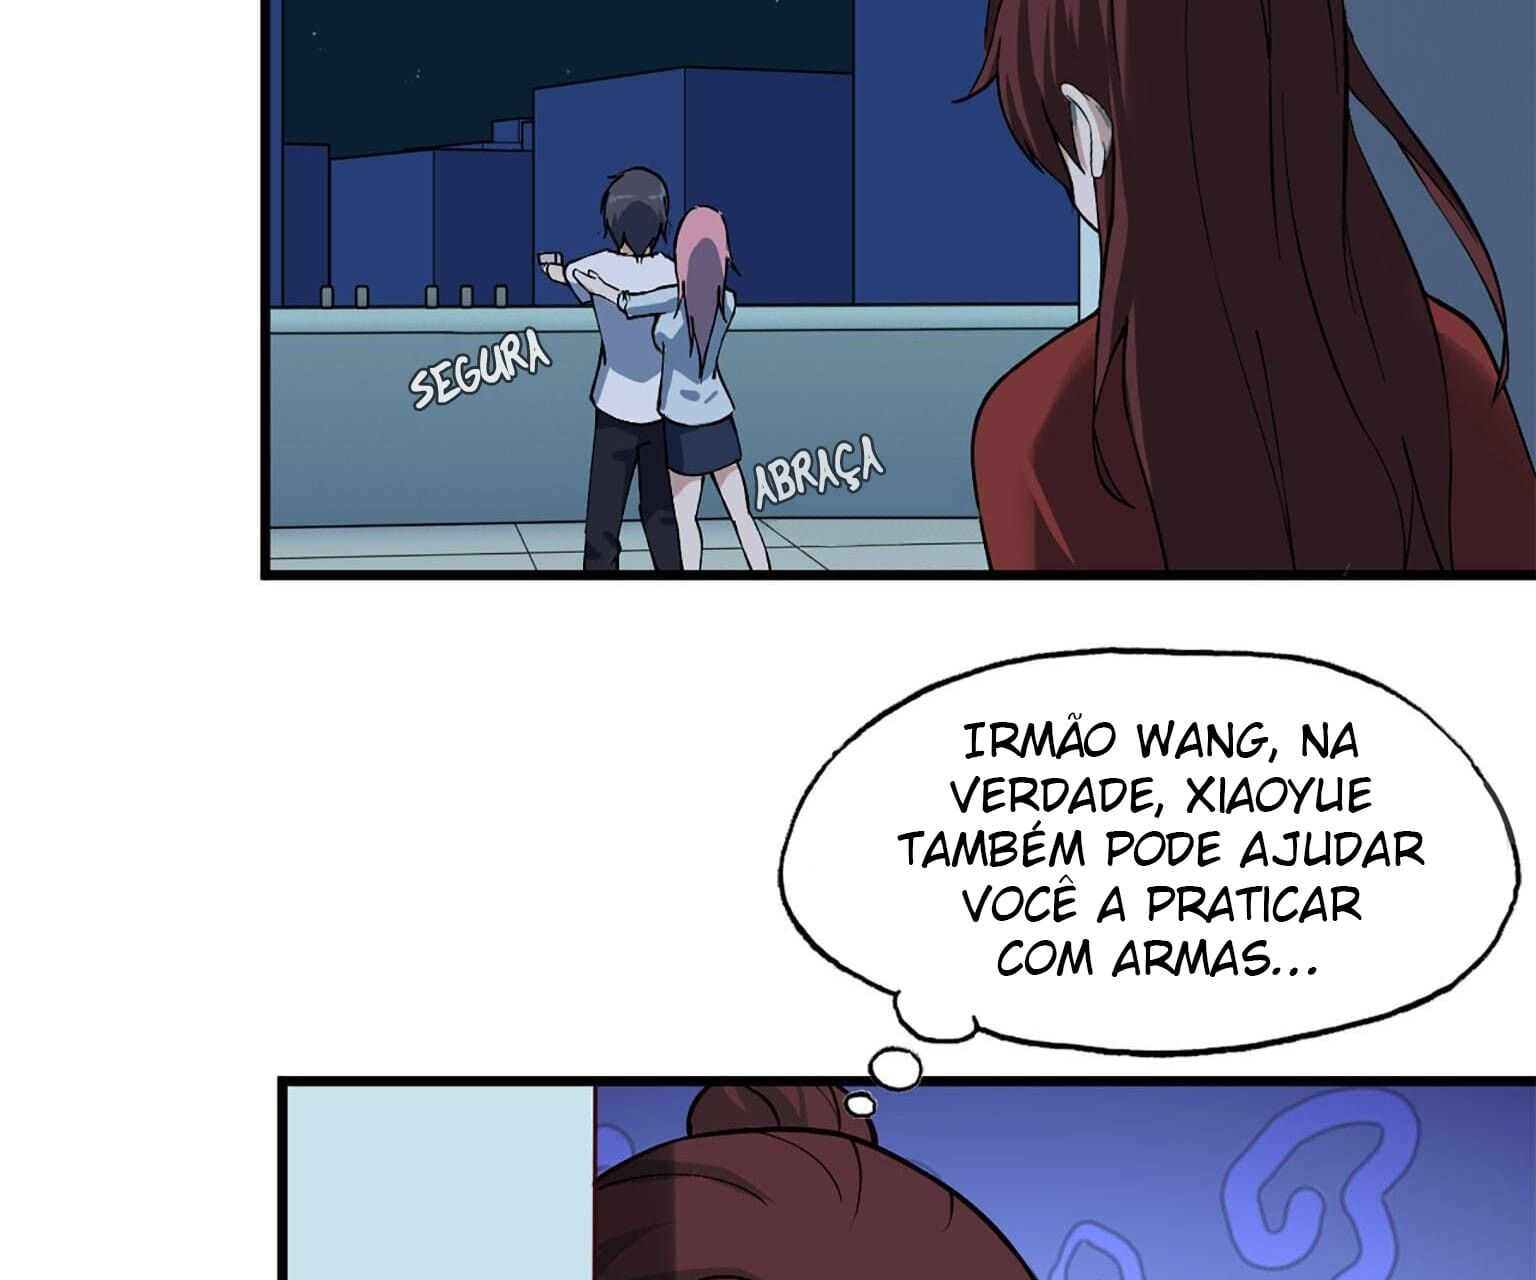 SEGURA
ABRAÇA
IRMÃO WANG, NA
VERDADE, XIAOYUE
TAMBÉM PODE AJUDAR
VOCÊ A PRATICAR
COM ARMAS...